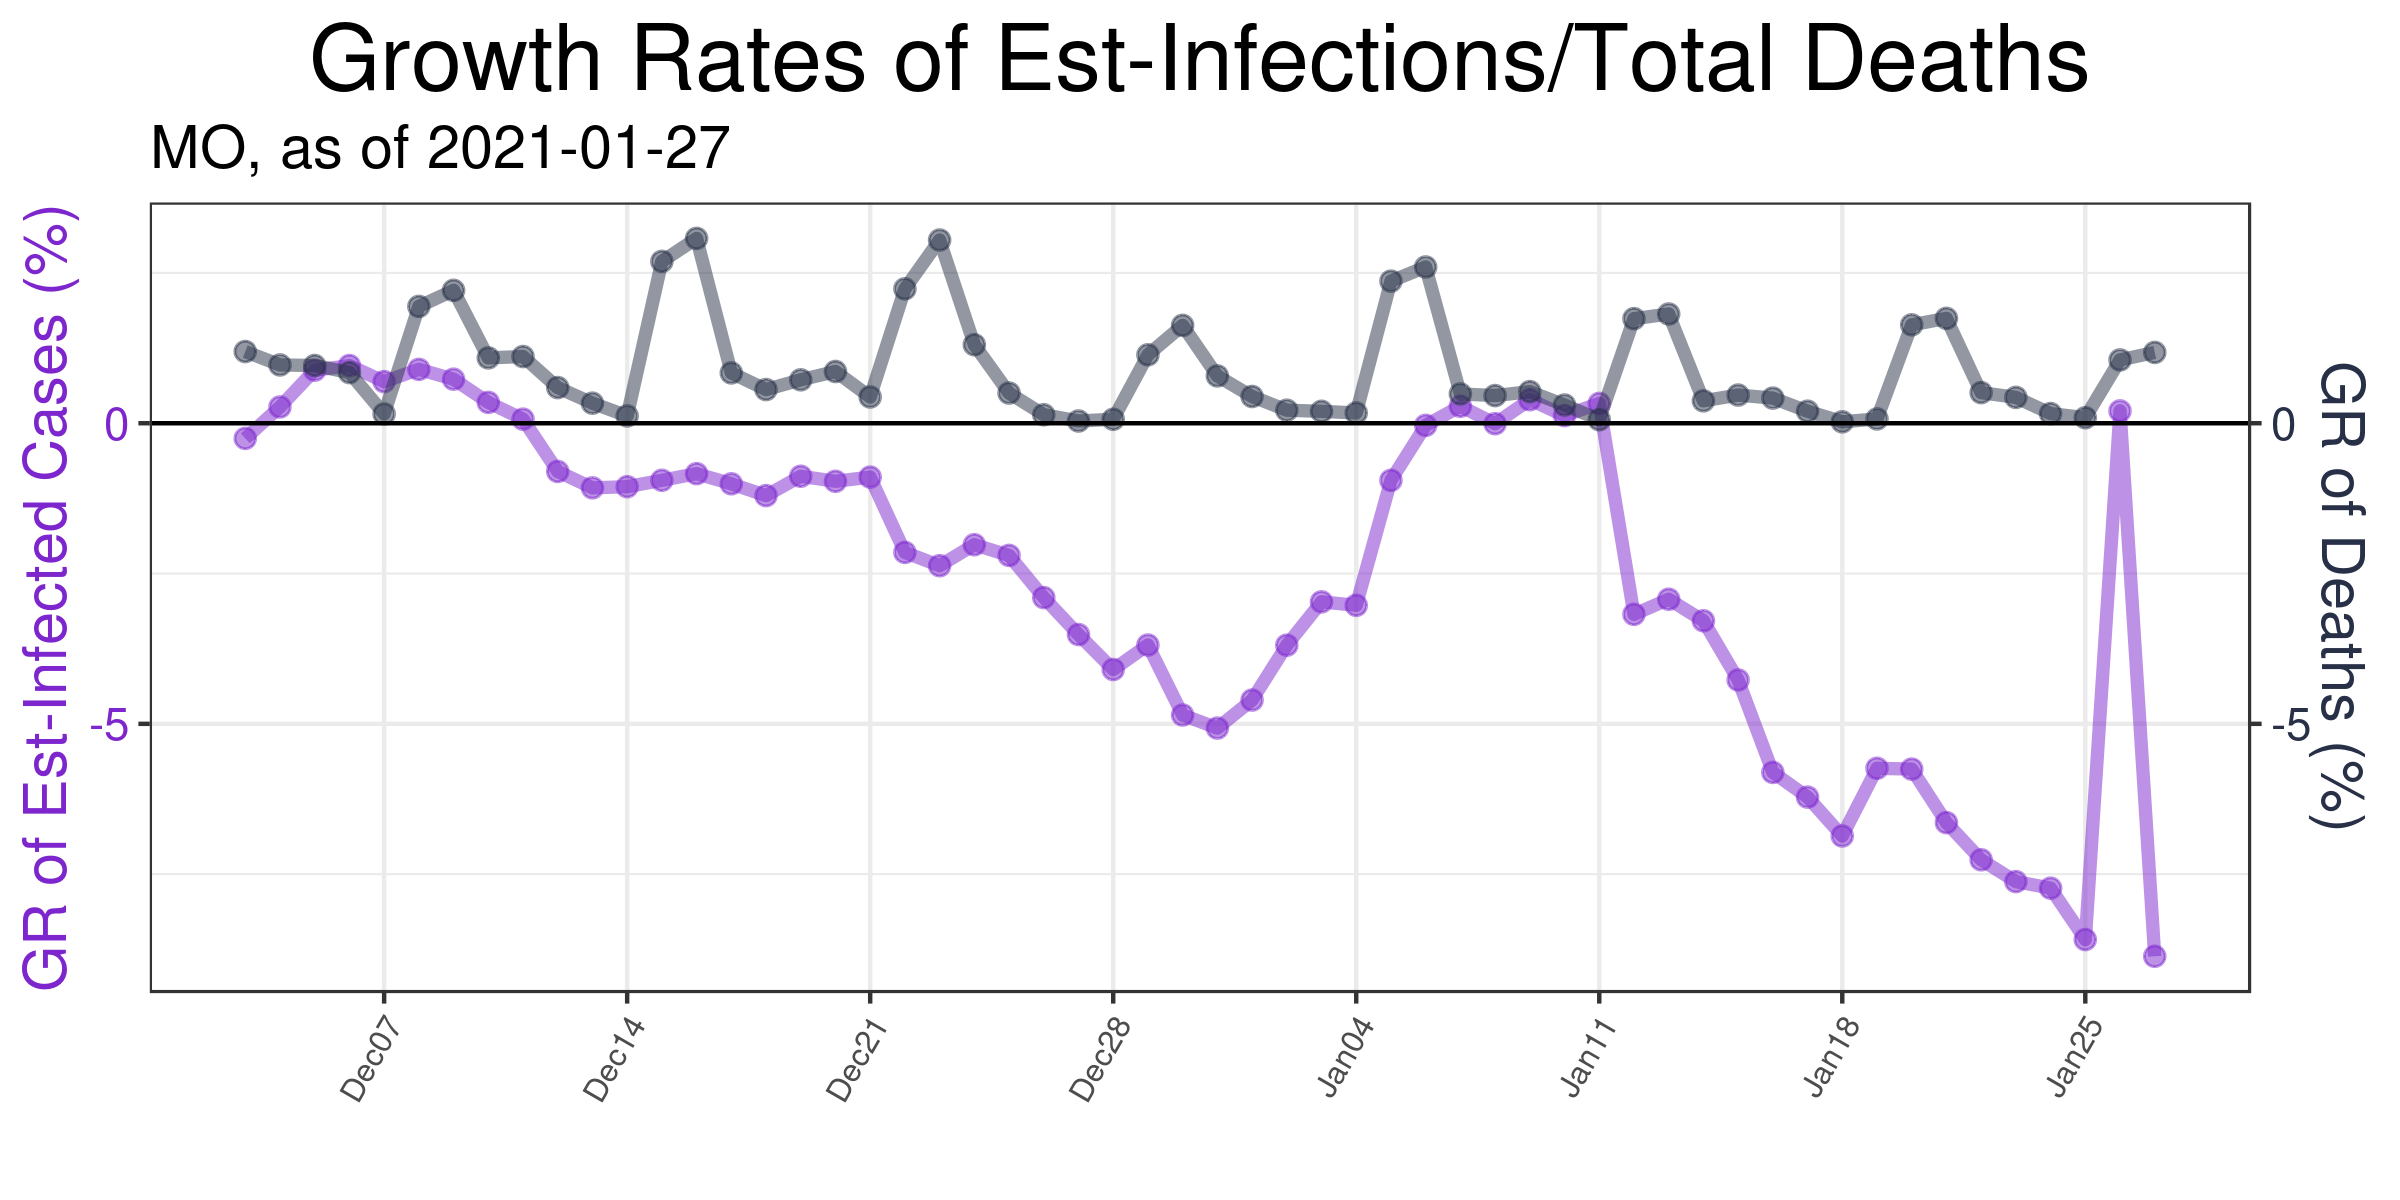 Growth Rates of Est-Infections/Total Deaths
MO, as of 2021-01-27
GR of Est-Infected Cases (%)
0
-5
0
-5
GR of Deaths (%)
Dec07
Dec14
Dec21
Dec28
Jan04
Jan11
Jan18
Jan25